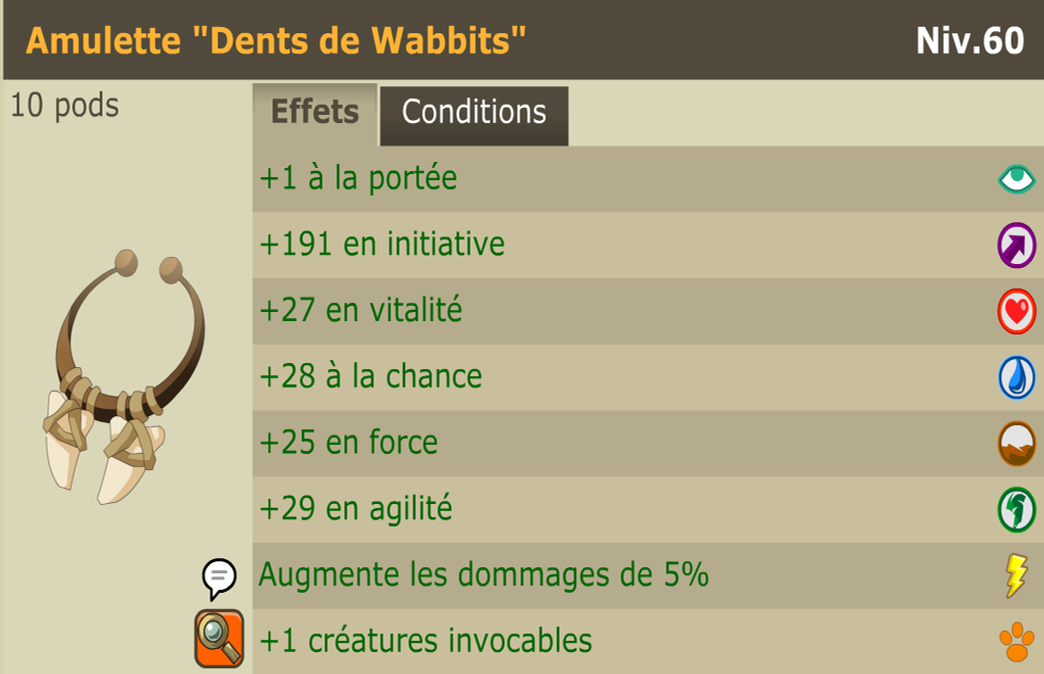 Amulette "Dents de Wabbits"
Niv.60
10 pods
Effets
Conditions
+1 à la portée
+191 en initiative
+27 en vitalité
+28 à la chance
+25 en force
+29 en agilité
Augmente les dommages de 5%
+1 créatures invocables